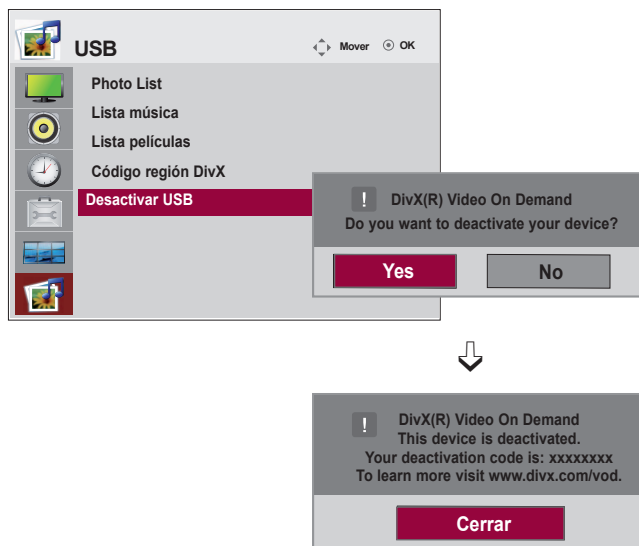 USB
Mover OK
Photo List
Lista música
Lista películas
Código región DivX
Desactivar USB
! DivX(R) Video On Demand
Do you want to deactivate your device?
Yes No
! DivX(R) Video On Demand
This device is deactivated.
Your deactivation code is: xxxxxxxx
To learn more visit www.divx.com/vod.
Cerrar